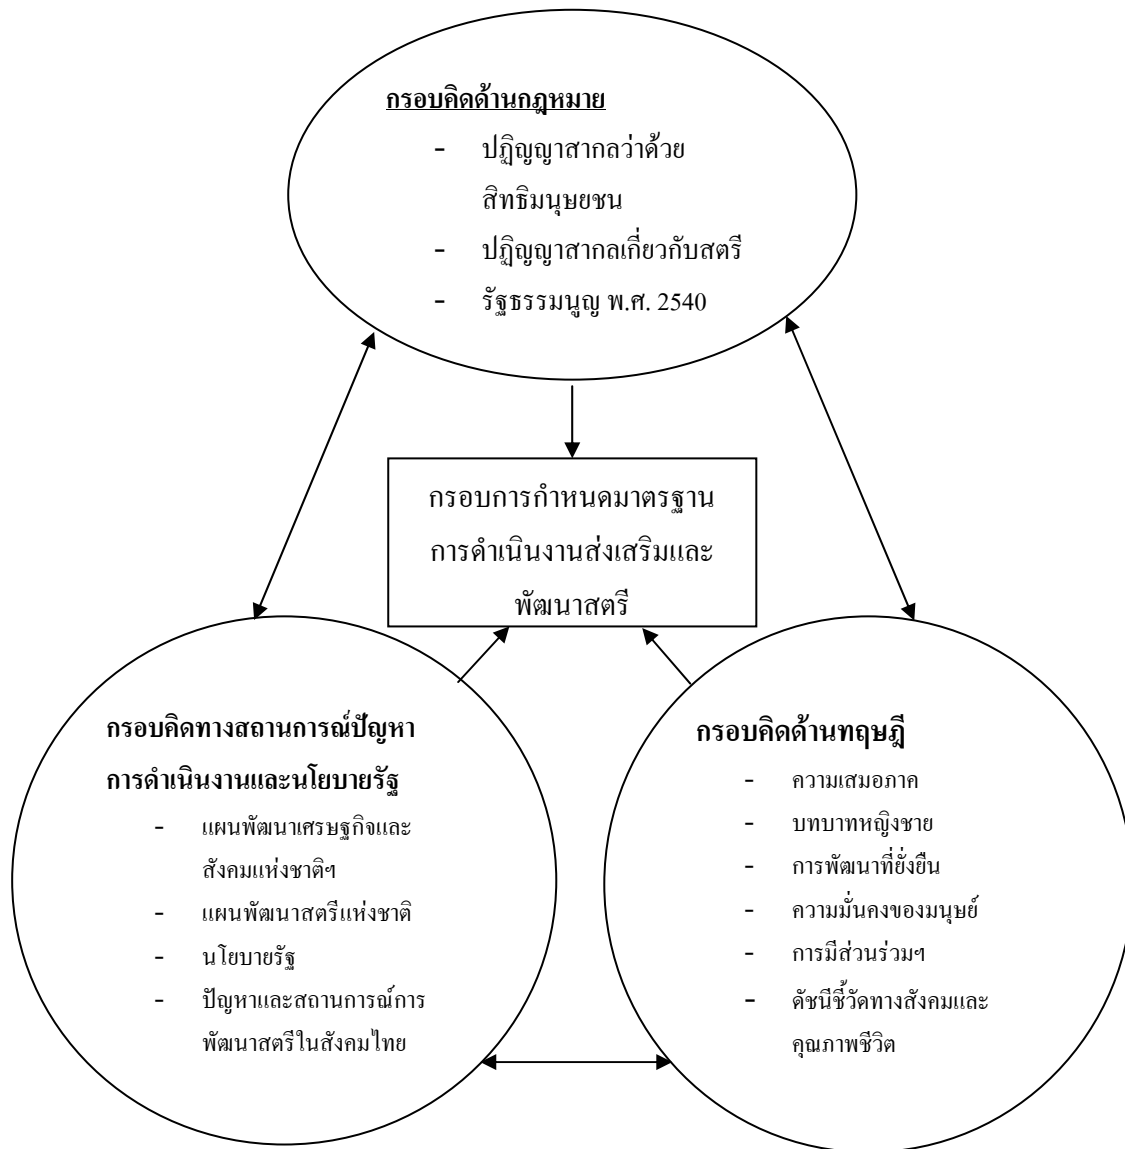 กรอบคิดด้านกฎหมาย
- ปฏิญญาสากลว่าด้วย
สิทธิมนุษยชน
- ปฏิญญาสากลเกี่ยวกับสตรี
- รัฐธรรมนูญ พ.ศ. 2540
กรอบการกำหนดมาตรฐาน
การดำเนินงานส่งเสริมและ
พัฒนาสตรี
กรอบคิดทางสถานการณ์ปัญหา
การดำเนินงานและนโยบายรัฐ
- แผนพัฒนาเศรษฐกิจและ
สังคมแห่งชาติฯ
- แผนพัฒนาสตรีแห่งชาติ
- นโยบายรัฐ
- ปัญหาและสถานการณ์การ
พัฒนาสตรีในสังคมไทย
กรอบคิดด้านทฤษฎี
- ความเสมอภาค
- บทบาทหญิงชาย
- การพัฒนาที่ยั่งยืน
- ความมั่นคงของมนุษย์
- การมีส่วนร่วมฯ
- ดัชนีชี้วัดทางสังคมและ
คุณภาพชีวิต